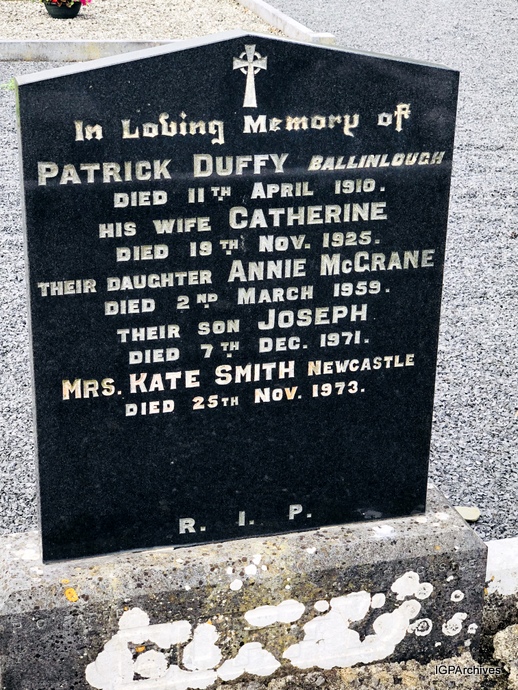 In Loving Memory of
PATRICK DUFFY BALLINLOUGH
DIED 11TH APRIL 1910.
HIS WIFE CATHERINE
DIED 19TH NOV. 1925.
THEIR DAUGHTER ANNIE McGRANE
DIED 2ND MARCH 1959.
THEIR SON JOSEPH
DIED 7TH DEC. 1971.
MRS. KATE SMITH NEWCASTLE
DIED 25TH NOV. 1973.
R. I. P.
IGPArchives